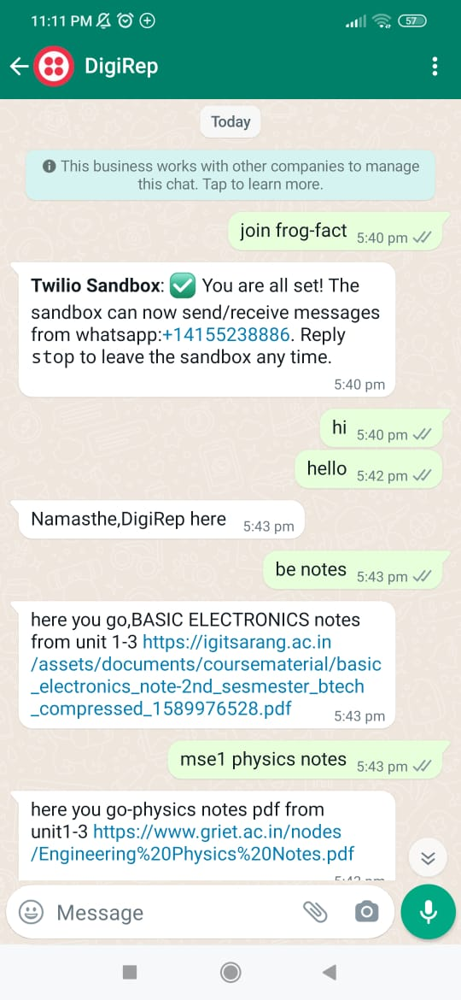 11:11 PM
57
DigiRep
Today
This business works with other companies to manage
this chat. Tap to learn more.
join frog-fact 5:40 pm
Twilio Sandbox: ✅ You are all set! The
sandbox can now send/receive messages
from whatsapp:+14155238886. Reply
stop to leave the sandbox any time.
5:40 pm
hi 5:40 pm
hello 5:42 pm
Namasthe,DigiRep here 5:43 pm
be notes 5:43 pm
here you go,BASIC ELECTRONICS notes
from unit 1-3 https://igitsarang.ac.in
/assets/documents/coursematerial/basic
_electronics_note-2nd_sesmester_btech
_compressed_1589976528.pdf 5:43 pm
mse1 physics notes 5:43 pm
here you go-physics notes pdf from
unit1-3 https://www.griet.ac.in/nodes
/Engineering%20Physics%20Notes.pdf
Message